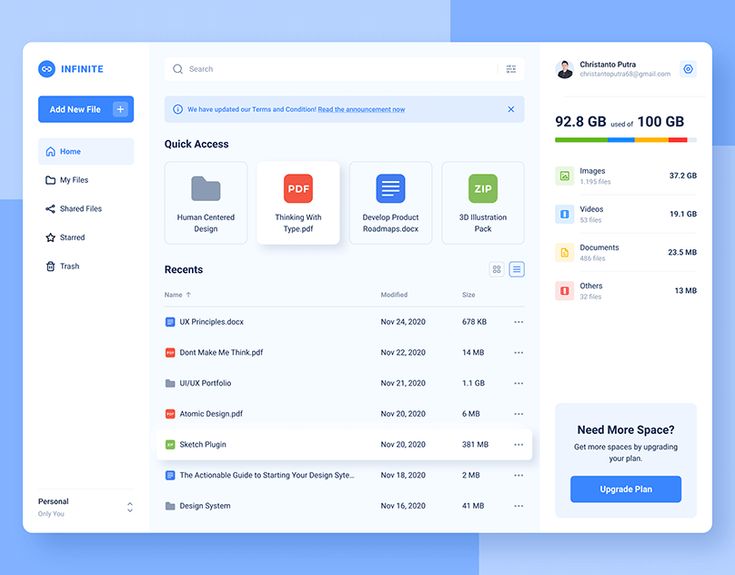 INFINITE
Add New File
Home
My Files
Shared Files
Starred
Trash
Personal
Only You
Search
We have updated our Terms and Condition! Read the announcement now
Quick Access
Human Centered
Design
PDF
Thinking With
Type.pdf
Develop Product
Roadmaps.docx
ZIP
3D Illustration
Pack
Recents
Name Modified Size
UX Principles.docx Nov 24, 2020 678 KB
PDF Dont Make Me Think.pdf Nov 22, 2020 14 MB
UI/UX Portfolio Nov 21, 2020 1.1 GB
PDF Atomic Design.pdf Nov 20, 2020 6 MB
ZIP Sketch Plugin Nov 20, 2020 381 MB
The Actionable Guide to Starting Your Design Syte... Nov 18, 2020 2 MB
Design System Nov 16, 2020 41 MB
Christanto Putra
christantoputra68@gmail.com
92.8 GB used of 100 GB
Images
1.195 files
37.2 GB
Videos
53 files
19.1 GB
Documents
486 files
23.5 MB
Others
32 files
13 MB
Need More Space?
Get more spaces by upgrading
your plan.
Upgrade Plan